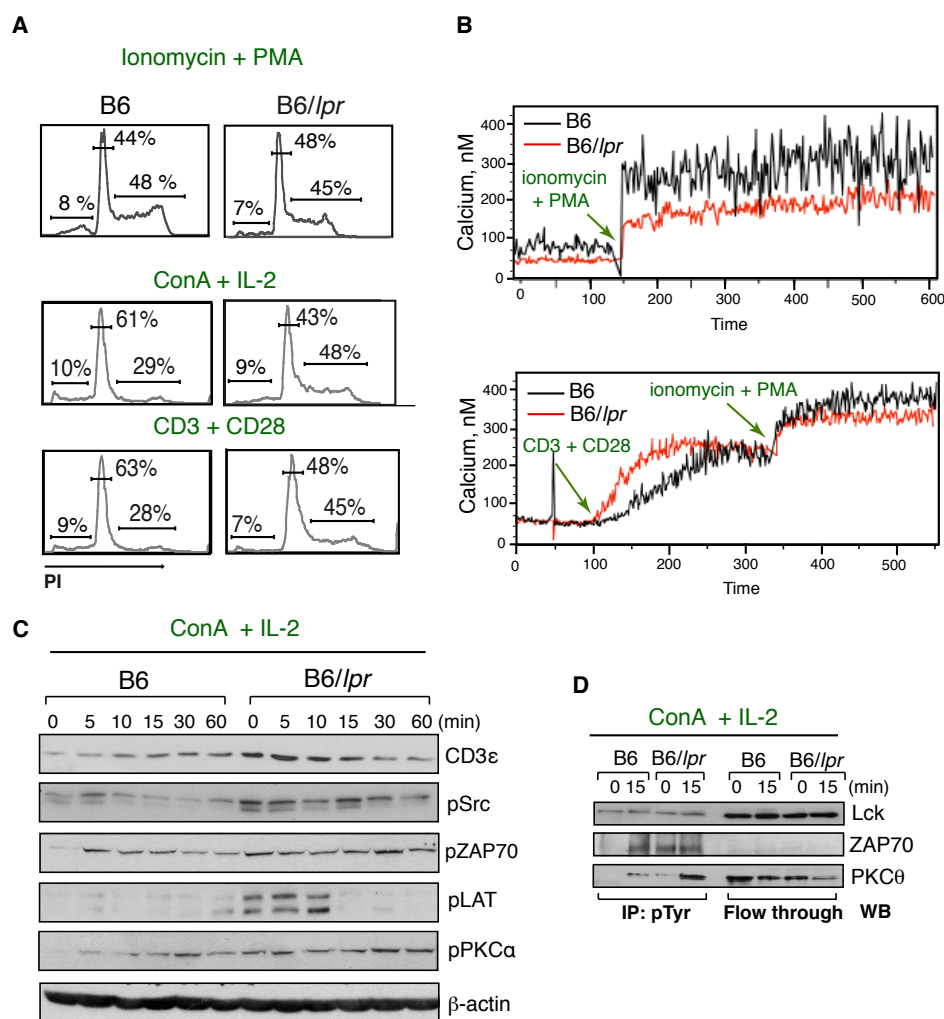 A
Ionomycin + PMA
B6 B6/lpr
44% 48%
8 % 48 % 7% 45%
ConA + IL-2
61% 43%
10% 29% 9% 48%
CD3 + CD28
63% 48%
9% 28% 7% 45%
PI
B
Calcium, nM
400
300
200
100
0
B6
B6/lpr
ionomycin
+ PMA
0 100 200 300 400 500 600
Time
Calcium, nM
400
300
200
100
0
B6
B6/lpr
ionomycin + PMA
CD3 + CD28
0 100 200 300 400 500
Time
C
ConA + IL-2
B6 B6/lpr
0 5 10 15 30 60 0 5 10 15 30 60 (min)
CD3ε
pSrc
pZAP70
pLAT
pPKCα
β-actin
D
ConA + IL-2
B6 B6/lpr B6 B6/lpr
0 15 0 15 0 15 0 15 (min)
Lck
ZAP70
PKCθ
IP: pTyr Flow through WB